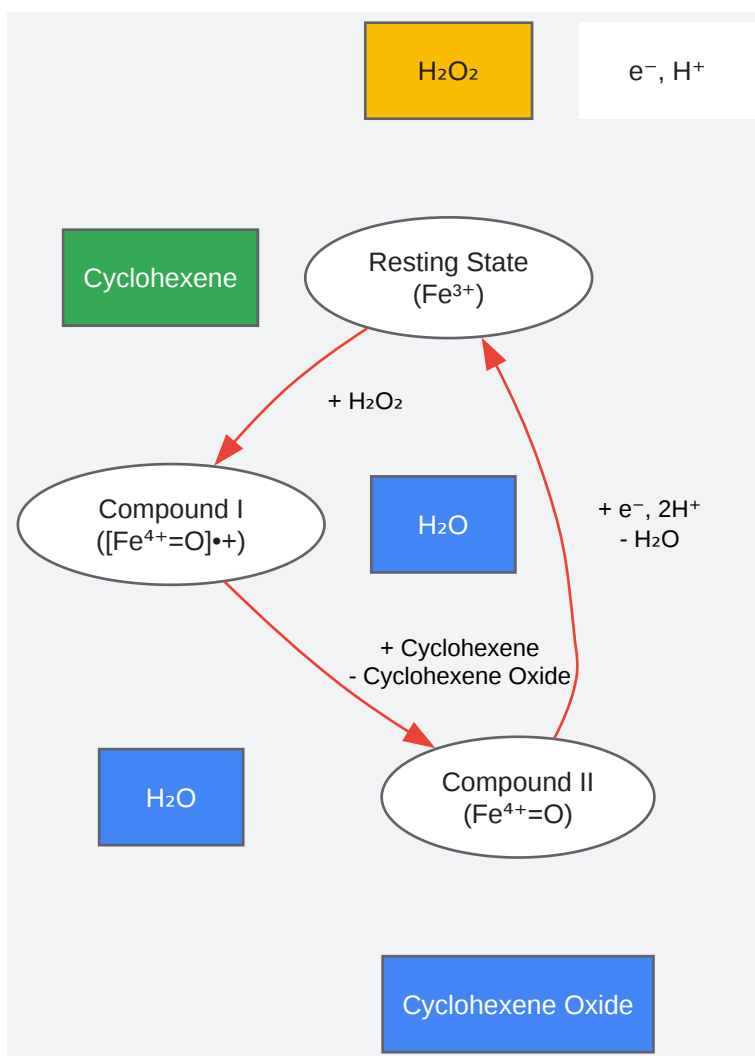 H₂O₂
e⁻, H⁺
Cyclohexene
Resting State
(Fe³⁺)
+ H₂O₂
Compound I
([Fe⁴⁺=O]•+)
H₂O
+ e⁻, 2H⁺
- H₂O
+ Cyclohexene
- Cyclohexene Oxide
H₂O
Compound II
(Fe⁴⁺=O)
Cyclohexene Oxide